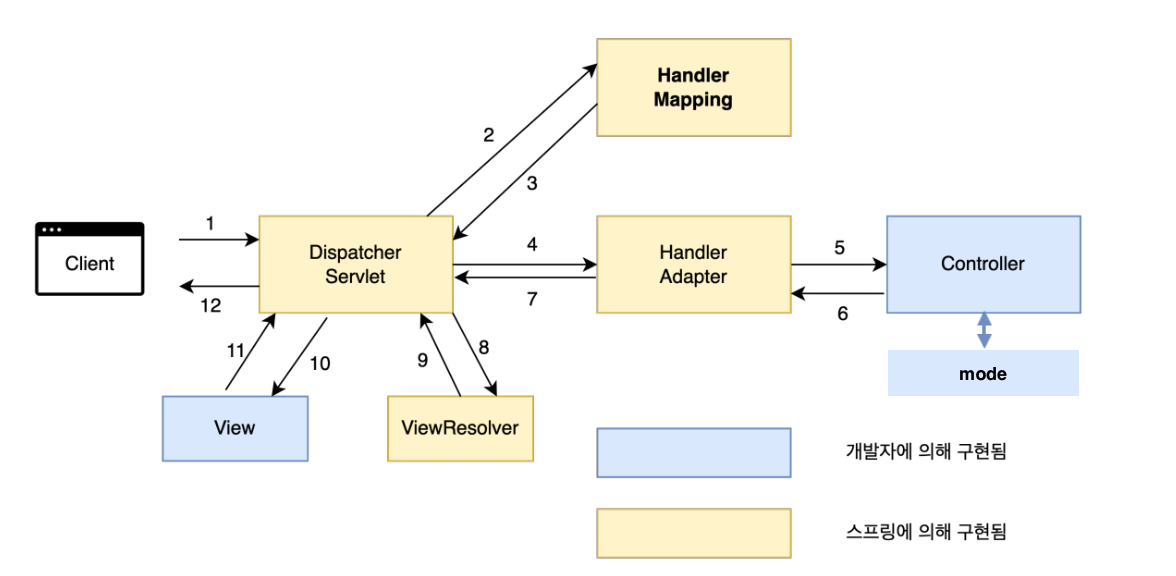 Handler
Mapping
2
3
1
Client
12
Dispatcher
Servlet
4
7
Handler
Adapter
5
6
Controller
mode
11
10
9
8
View
ViewResolver
개발자에 의해 구현됨
스프링에 의해 구현됨